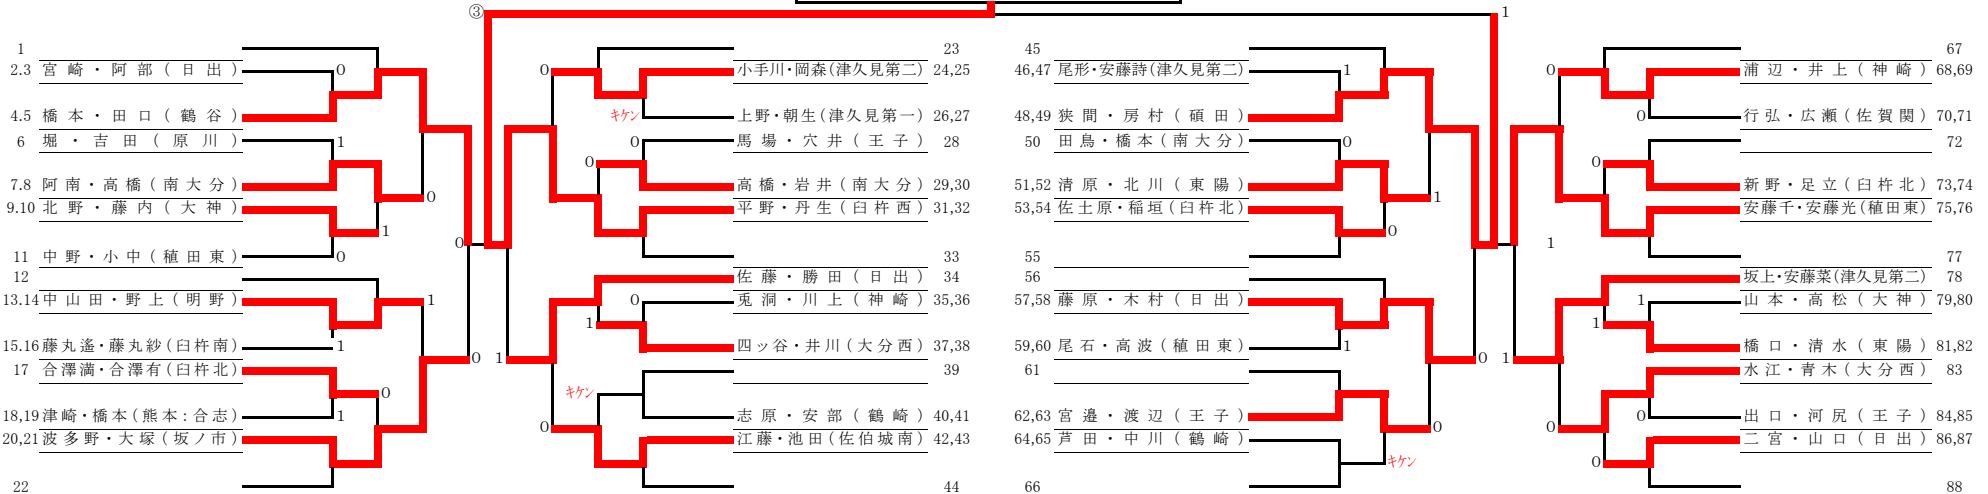 ③ 1
1 23 45 67
2.3 宮崎・阿部(日出) 0 0 小手川・岡森(津久見第二) 24,25 46,47 尾形・安藤詩(津久見第二) 1 0 浦辺・井上(神崎) 68,69
4.5 橋本・田口(鶴谷) キケン 上野・朝生(津久見第一) 26,27 48,49 狭間・房村(碩田) 0 行弘・広瀬(佐賀関) 70,71
6 堀・吉田(原川) 1 0 馬場・穴井(王子) 28 50 田鳥・橋本(南大分) 0 72
0 0
7.8 阿南・高橋(南大分) 高橋・岩井(南大分) 29,30 51,52 清原・北川(東陽) 新野・足立(臼杵北) 73,74
0 1
9.10 北野・藤内(大神) 平野・丹生(臼杵西) 31,32 53,54 佐土原・稲垣(臼杵北) 安藤千・安藤光(稙田東) 75,76
1 0
0 1
11 中野・小中(稙田東) 0 33 55 77
12 佐藤・勝田(日出) 34 56 坂上・安藤菜(津久見第二) 78
13.14 中山田・野上(明野) 1 0 兎洞・川上(神崎) 35,36 57,58 藤原・木村(日出) 1 山本・高松(大神) 79,80
1 1
15.16 藤丸遙・藤丸紗(臼杵南) 1 四ッ谷・井川(大分西) 37,38 59,60 尾石・高波(稙田東) 1 橋口・清水(東陽) 81,82
0 1 0 1
17 合澤満・合澤有(臼杵北) 39 61 水江・青木(大分西) 83
0 キケン
18,19 津崎・橋本(熊本:合志) 1 志原・安部(鶴崎) 40,41 62,63 宮邉・渡辺(王子) 0 出口・河尻(王子) 84,85
0 0 0
20,21 波多野・大塚(坂ノ市) 江藤・池田(佐伯城南) 42,43 64,65 芦田・中川(鶴崎) 二宮・山口(日出) 86,87
キケン 0
22 44 66 88